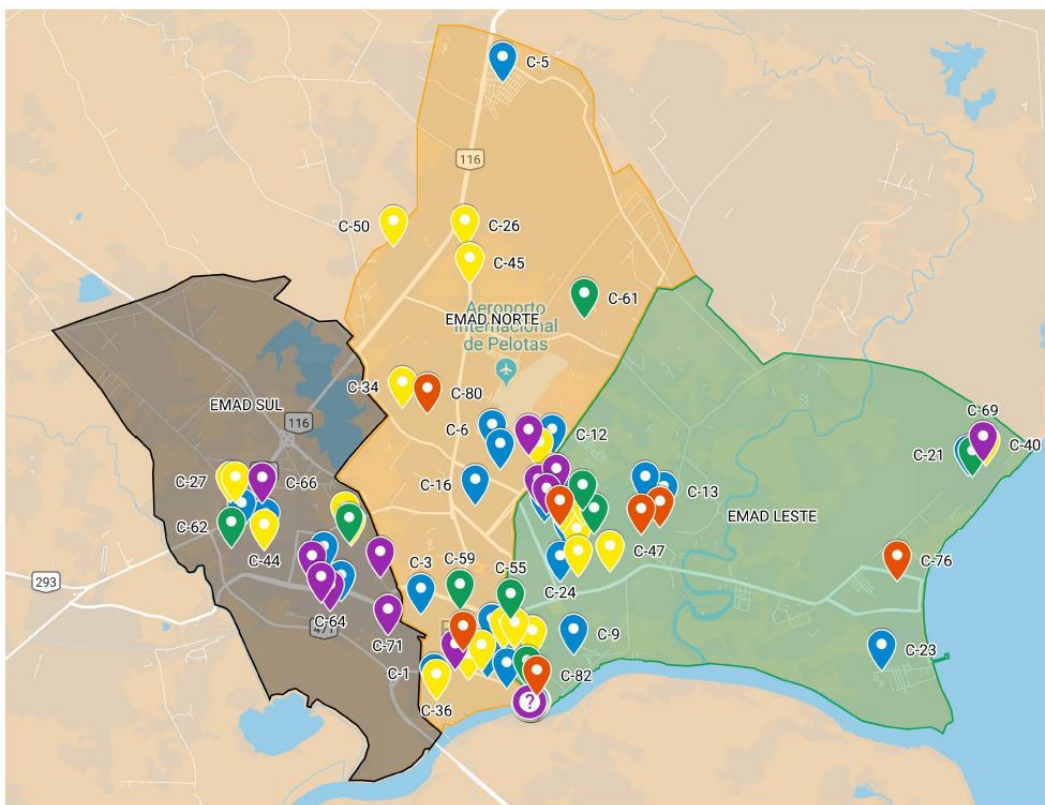 C-5
116
C-50
C-26
C-45
C-61
Aeroporto
Internacional
de Pelotas
EMAD NORTE
C-34
C-80
EMAD SUL
116
C-6
C-12
C-69
C-40
C-21
C-27
C-66
C-16
C-13
EMAD LESTE
C-62
C-44
C-47
C-59
C-55
C-76
C-3
C-24
293
C-64
471
C-71
C-9
C-23
C-1
C-82
C-36
?